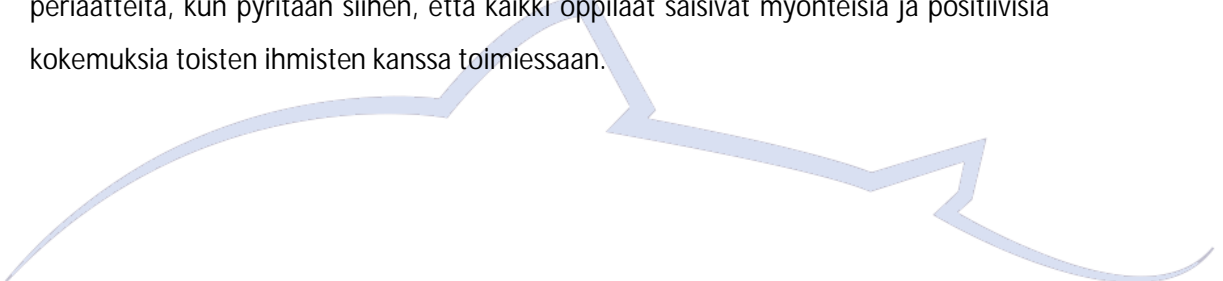 periaatteita, kun pyritään siihen, että kaikki oppilaat saisivat myönteisiä ja positiivisia
kokemuksia toisten ihmisten kanssa toimiessaan.